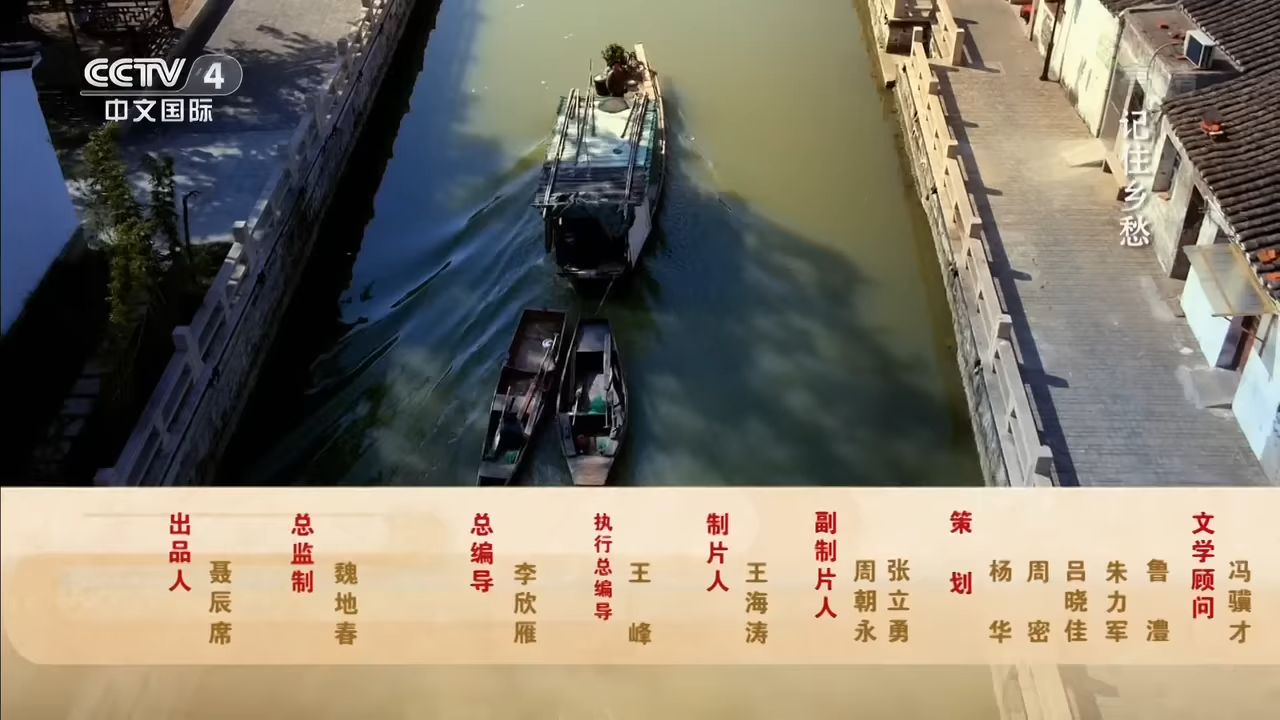 CCTV 4
中文国际
记住乡愁
出品人
聂辰席
总监制
魏地春
总编导
李欣雁
执行总编导
王峰
制片人
王海涛
副制片人
周朝永
张立勇
策划
杨华
周密
吕晓佳
朱力军
鲁澧
文学顾问
冯骥才